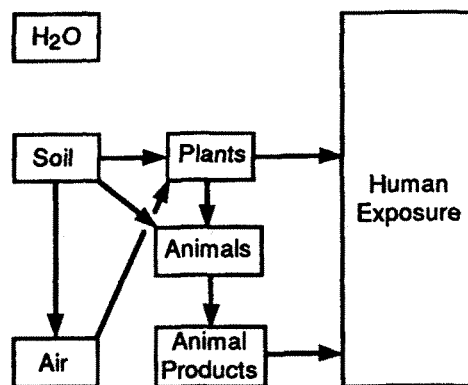 H₂O
Soil
Plants
Human
Exposure
Animals
Air
Animal
Products